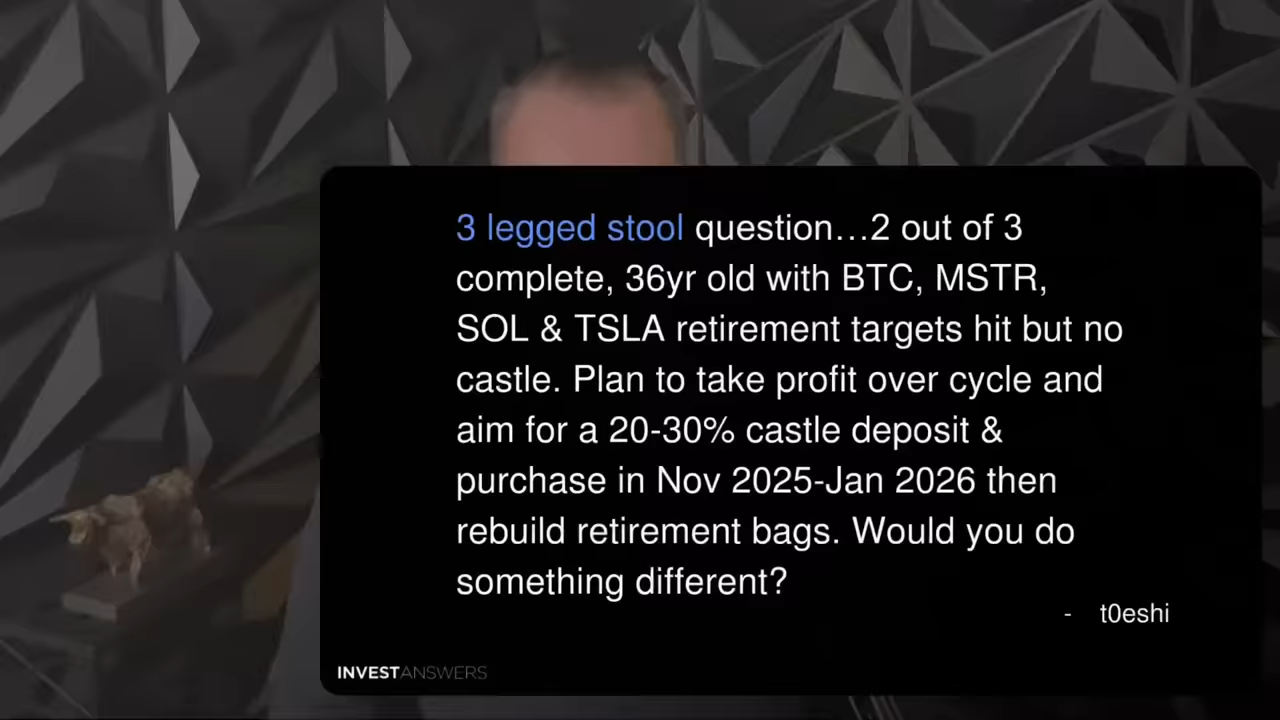 3 legged stool question…2 out of 3
complete, 36yr old with BTC, MSTR,
SOL & TSLA retirement targets hit but no
castle. Plan to take profit over cycle and
aim for a 20-30% castle deposit &
purchase in Nov 2025-Jan 2026 then
rebuild retirement bags. Would you do
something different?
- t0eshi
INVESTANSWERS